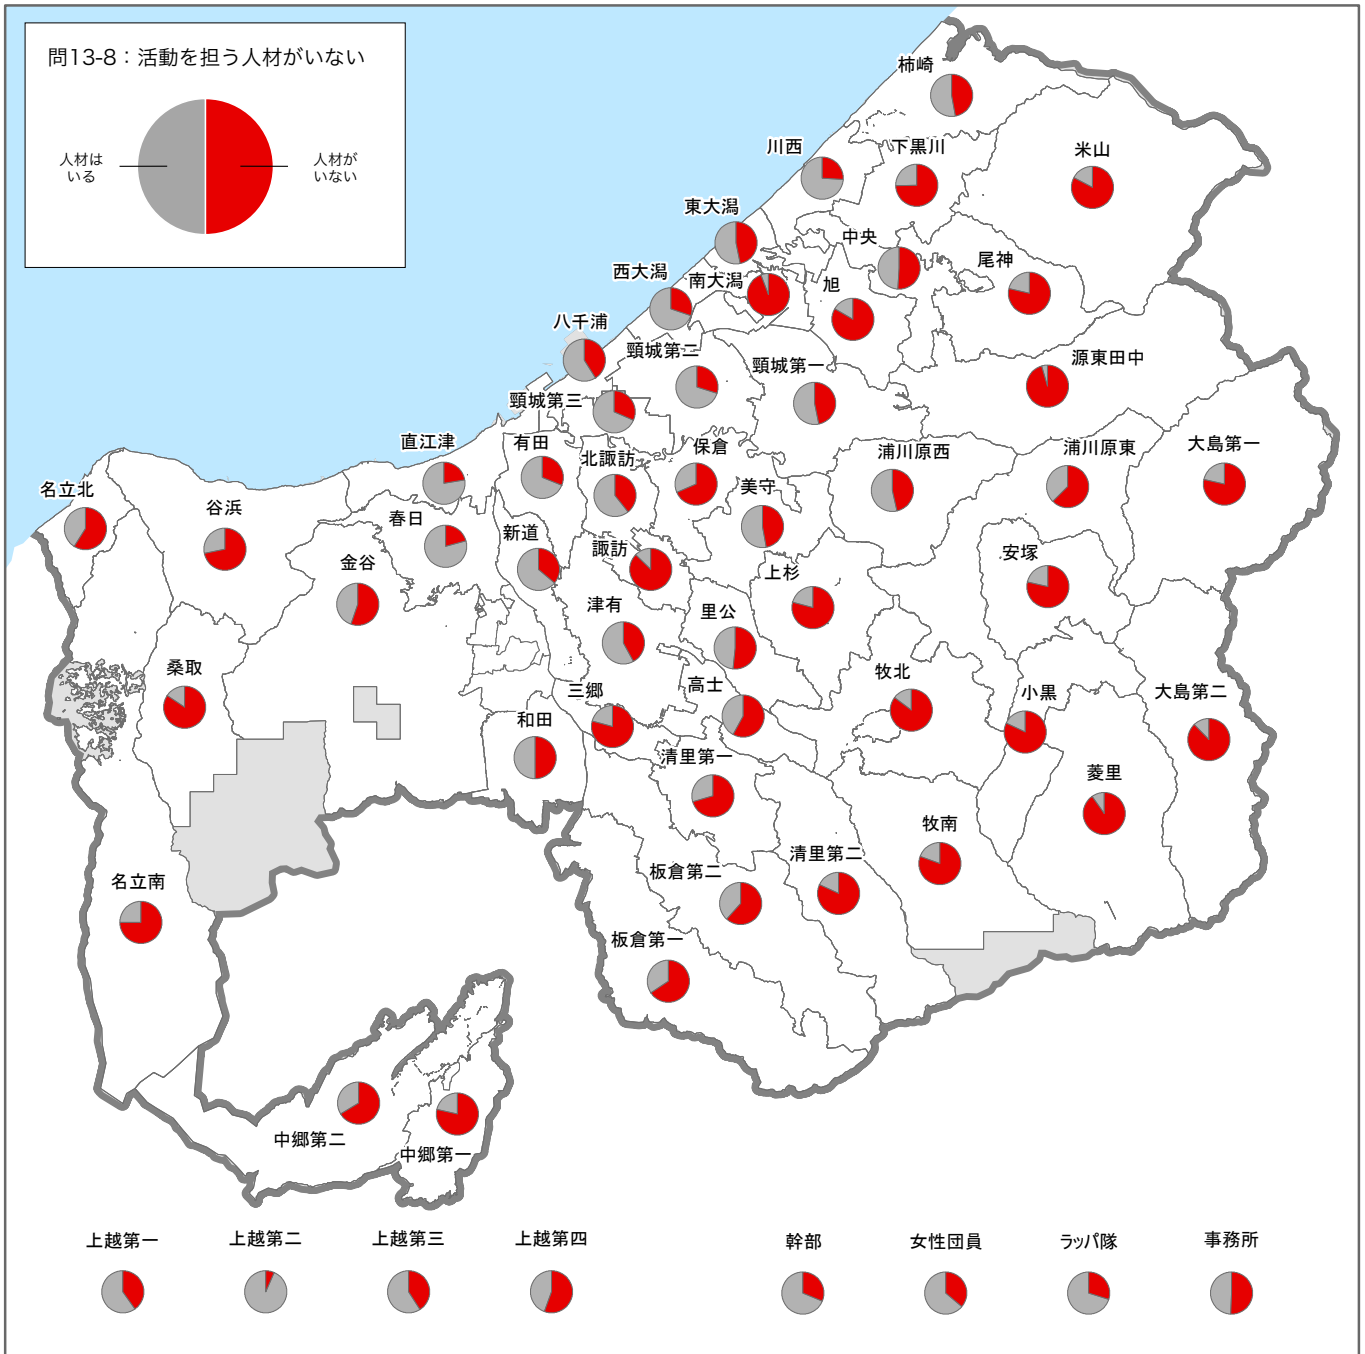 問13-8：活動を担う人材がいない
人材は
いる
人材が
いない
柿崎
川西
下黒川
米山
東大潟
中央
尾神
西大潟
南大潟
旭
八千浦
頸城第二
頸城第一
源東田中
頸城第三
直江津
有田
北諏訪
保倉
浦川原西
浦川原東
大島第一
名立北
谷浜
春日
新道
美守
金谷
諏訪
上杉
安塚
津有
里公
桑取
三郷
高士
牧北
小黒
大島第二
和田
清里第一
菱里
牧南
清里第二
板倉第二
名立南
板倉第一
中郷第二
中郷第一
上越第一
上越第二
上越第三
上越第四
幹部
女性団員
ラッパ隊
事務所